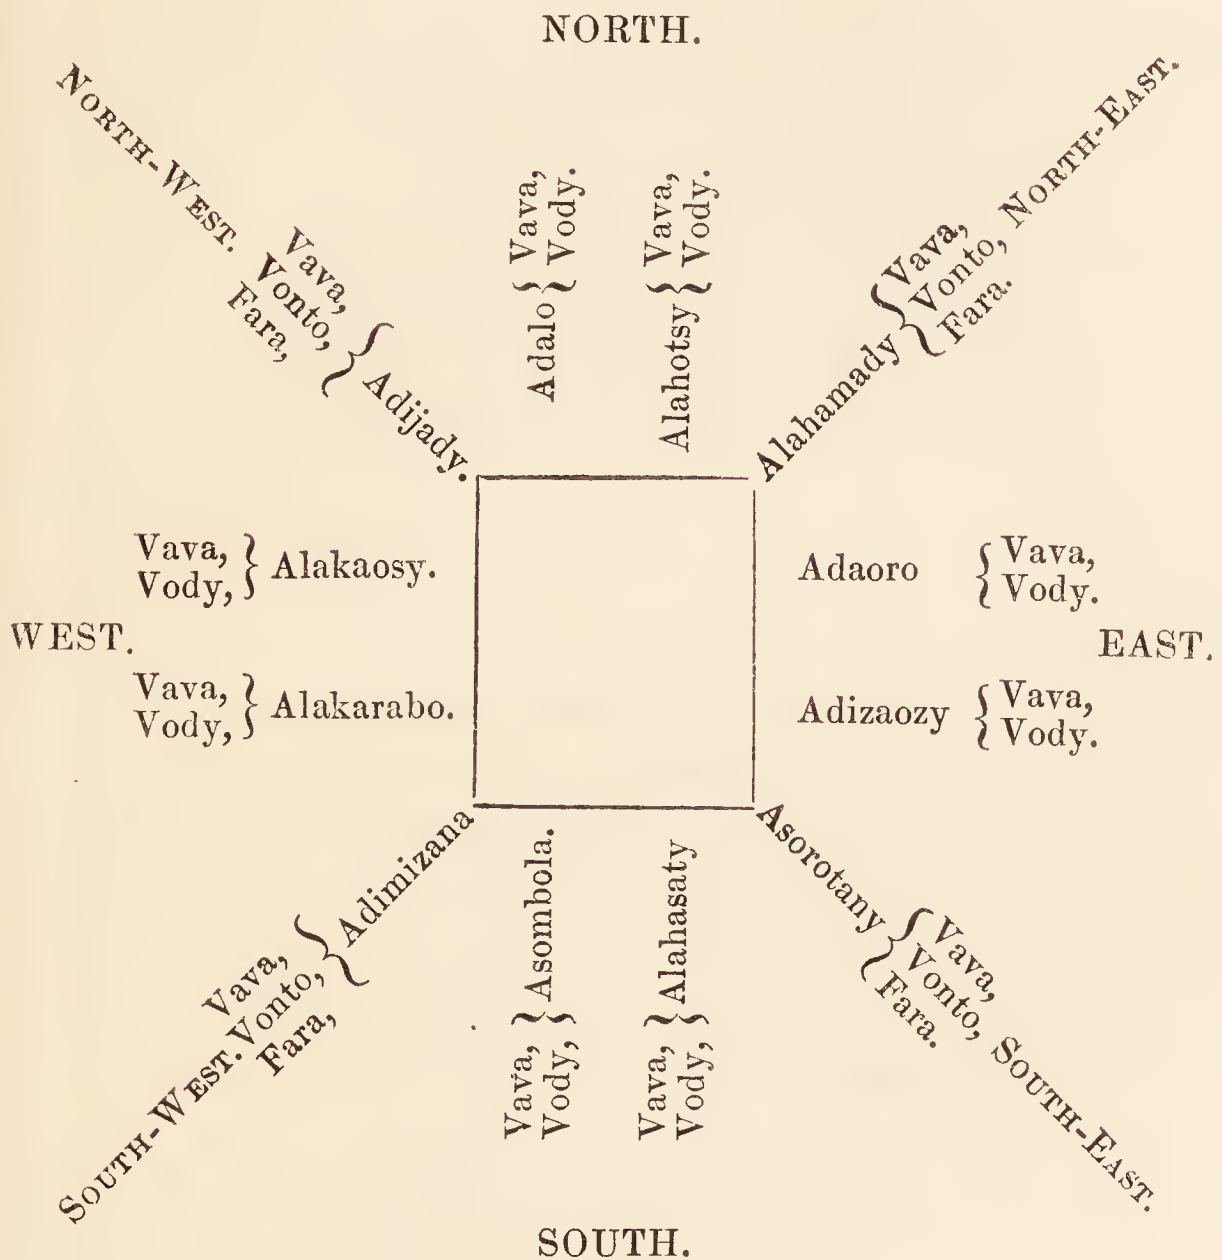 NORTH.
NORTH-WEST.
Vava,
Vonto,
Fara,
Adijady.
Adalo
Vava,
Vody.
Alahotsy
Vava,
Vody.
Alahamady
Vava,
Vonto,
Fara.
NORTH-EAST.
WEST.
Vava,
Vody,
Alakaosy.
Vava,
Vody,
Alakarabo.
Adaoro
Vava,
Vody.
Adizaozy
Vava,
Vody.
EAST.
Adimizana
Vava,
Vonto,
Fara,
SOUTH-WEST.
Asombola.
Vava,
Vody,
Alahasaty
Vava,
Vody,
Asorotany
Vava,
Vonto,
Fara.
SOUTH-EAST.
SOUTH.